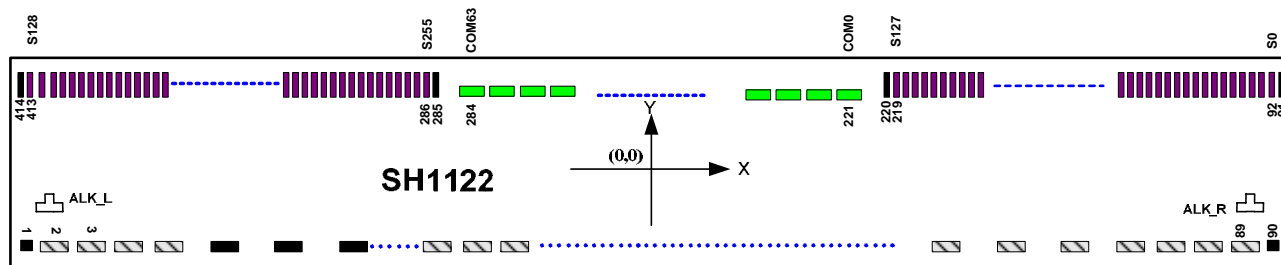 S128
S255
COM63
COM0
S127
S0
414
413
286
285
284
221
220
219
92
Y
(0,0)
X
SH1122
ALK_L
ALK_R
1
2
3
89
90